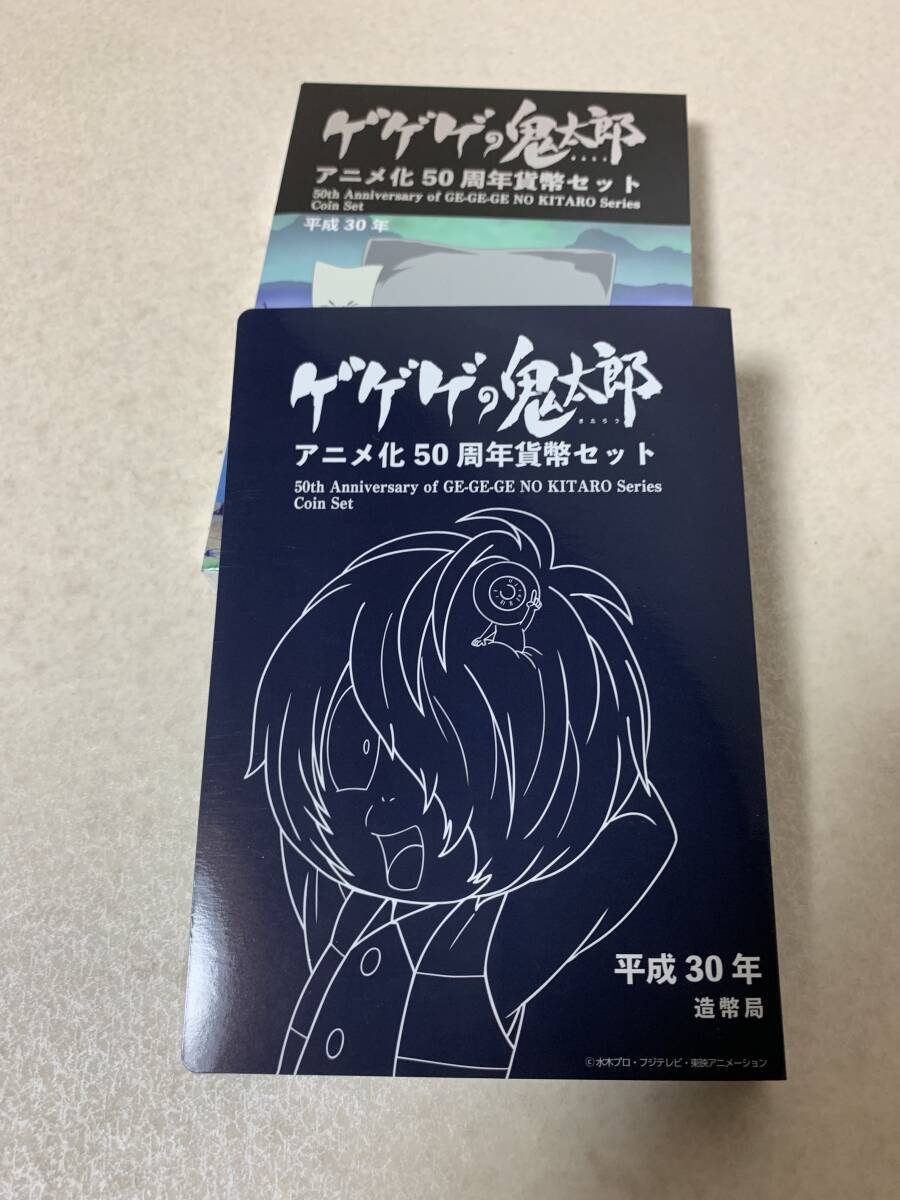 ゲゲゲの鬼太郎
アニメ化 50 周年貨幣セット
50th Anniversary of GE-GE-GE NO KITARO Series
Coin Set
平成 30 年
ゲゲゲの鬼太郎
きたろう
アニメ化 50 周年貨幣セット
50th Anniversary of GE-GE-GE NO KITARO Series
Coin Set
平成 30 年
造幣局
©水木プロ・フジテレビ・東映アニメーション